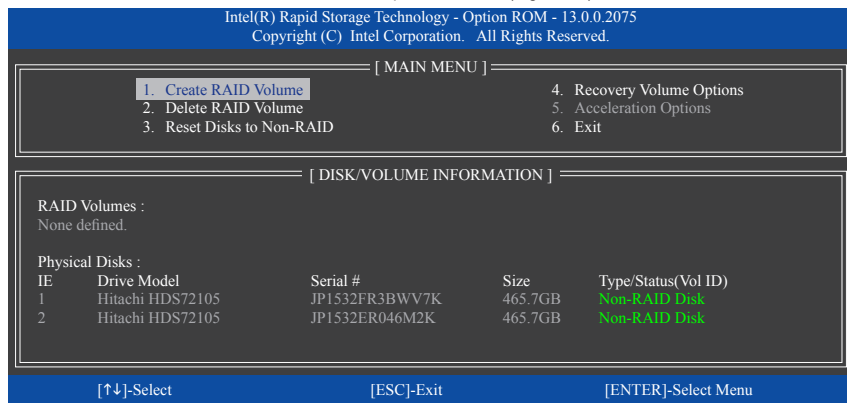 Intel(R) Rapid Storage Technology - Option ROM - 13.0.0.2075
Copyright (C) Intel Corporation. All Rights Reserved.
[ MAIN MENU ]
1. Create RAID Volume
2. Delete RAID Volume
3. Reset Disks to Non-RAID
4. Recovery Volume Options
5. Acceleration Options
6. Exit
[ DISK/VOLUME INFORMATION ]
RAID Volumes :
None defined.
Physical Disks :
IE Drive Model Serial # Size Type/Status(Vol ID)
1 Hitachi HDS72105 JP1532FR3BWV7K 465.7GB Non-RAID Disk
2 Hitachi HDS72105 JP1532ER046M2K 465.7GB Non-RAID Disk
[↑↓]-Select [ESC]-Exit [ENTER]-Select Menu